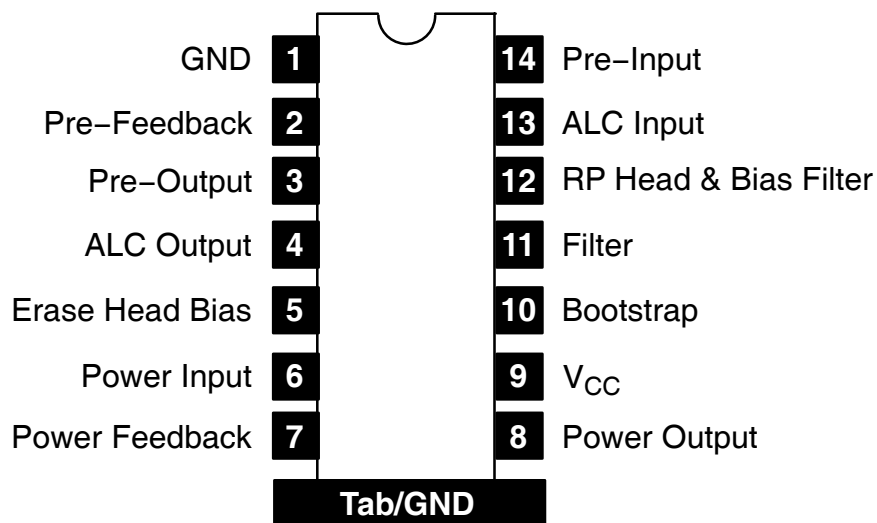 GND 1 14 Pre–Input
Pre–Feedback 2 13 ALC Input
Pre–Output 3 12 RP Head & Bias Filter
ALC Output 4 11 Filter
Erase Head Bias 5 10 Bootstrap
Power Input 6 9 VCC
Power Feedback 7 8 Power Output
Tab/GND